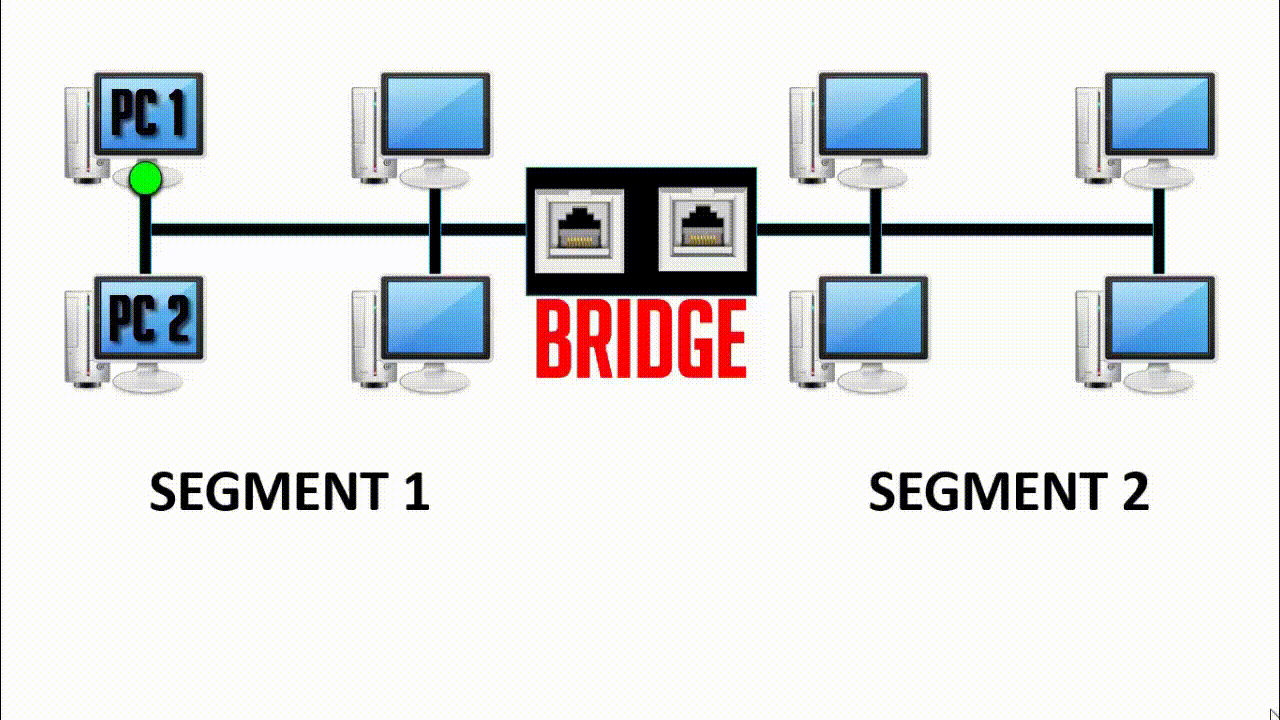 PC 1
PC 2
BRIDGE
SEGMENT 1
SEGMENT 2